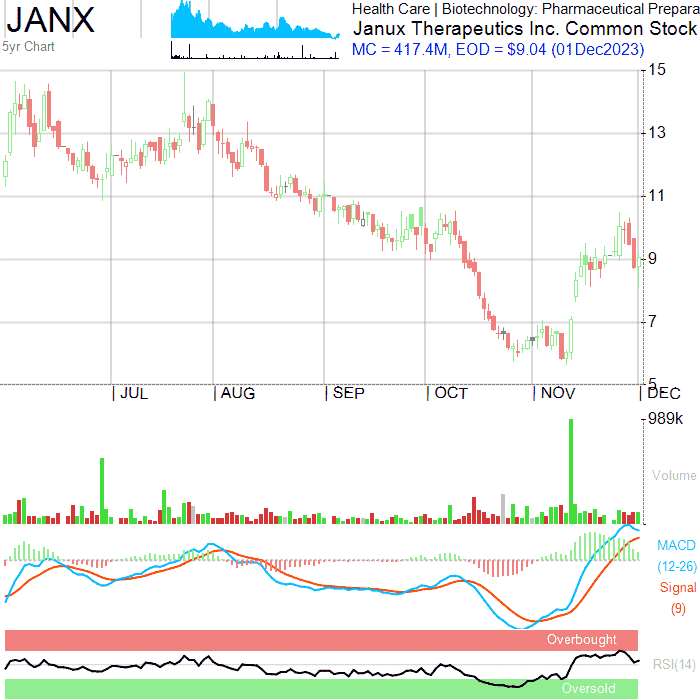 JANX
5yr Chart
Health Care | Biotechnology: Pharmaceutical Prepara
Janux Therapeutics Inc. Common Stock
MC = 417.4M, EOD = $9.04 (01Dec2023)
15
13
11
9
7
5
JUL
AUG
SEP
OCT
NOV
DEC
989k
Volume
MACD
(12-26)
Signal
(9)
Overbought
RSI(14)
Oversold